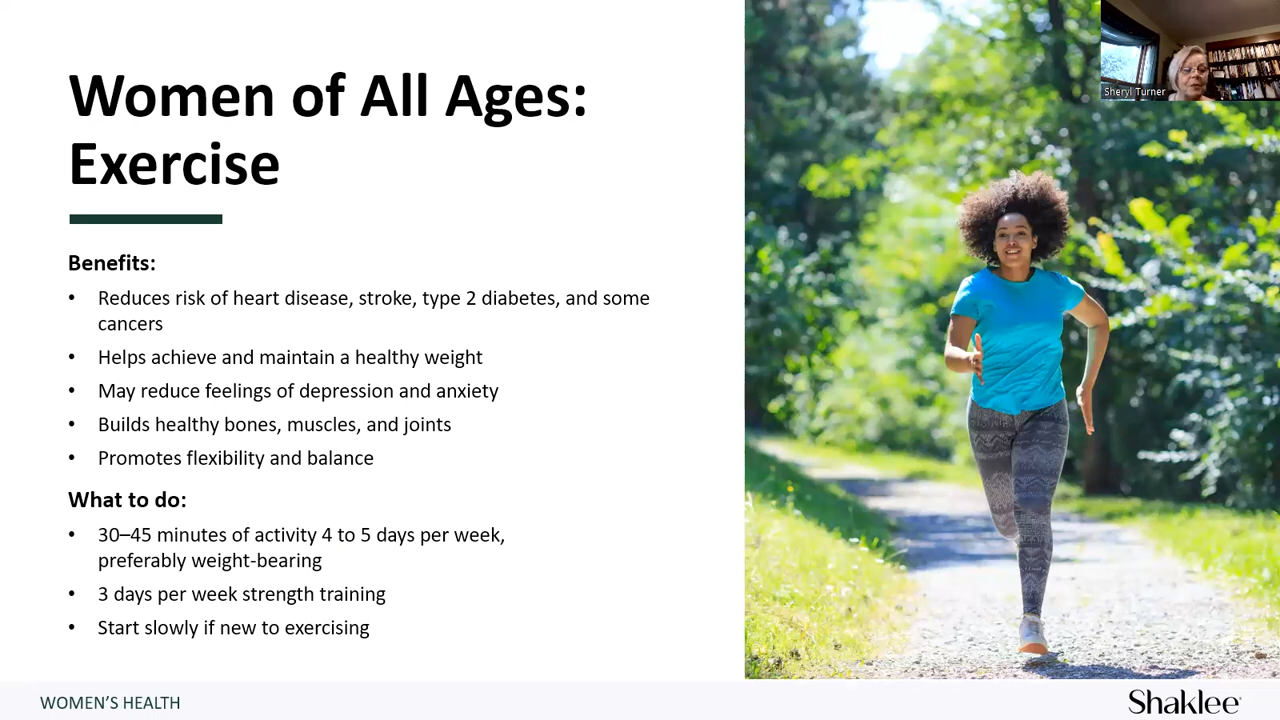 Women of All Ages:
Exercise
Benefits:
• Reduces risk of heart disease, stroke, type 2 diabetes, and some
cancers
• Helps achieve and maintain a healthy weight
• May reduce feelings of depression and anxiety
• Builds healthy bones, muscles, and joints
• Promotes flexibility and balance
What to do:
• 30–45 minutes of activity 4 to 5 days per week,
preferably weight-bearing
• 3 days per week strength training
• Start slowly if new to exercising
Sheryl Turner
WOMEN'S HEALTH
Shaklee